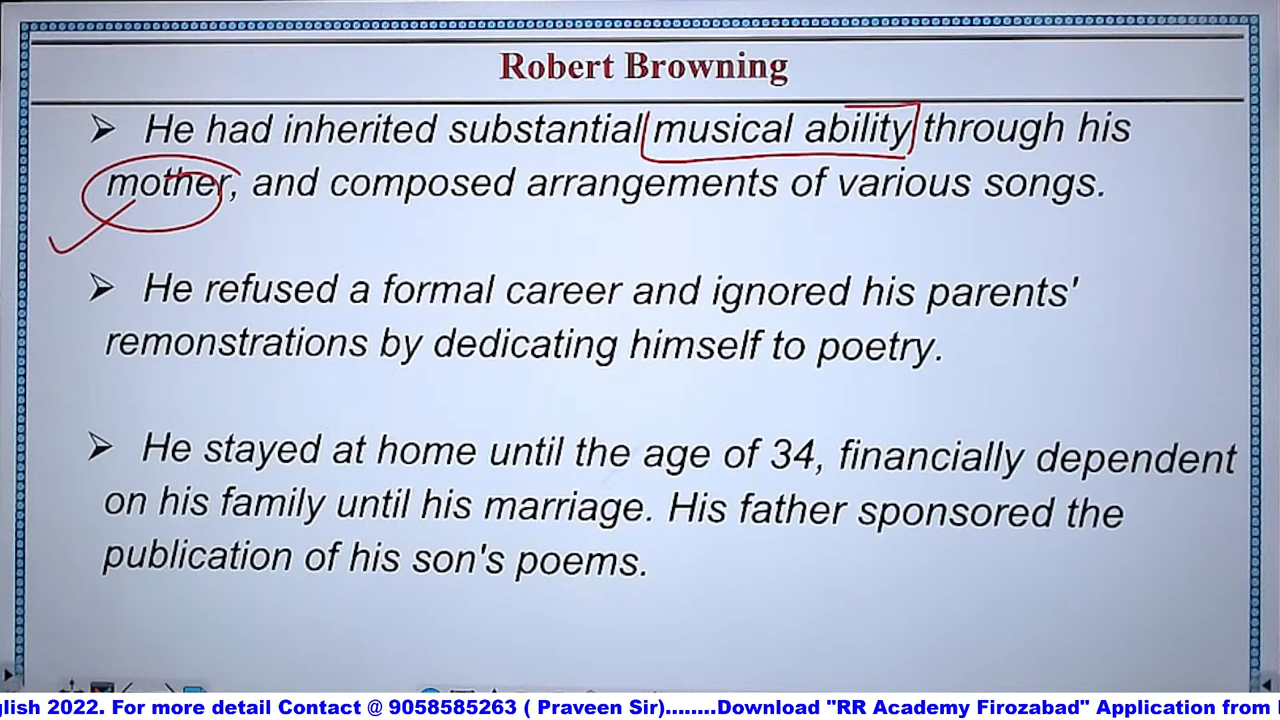 Robert Browning
➢ He had inherited substantial musical ability through his
mother, and composed arrangements of various songs.
➢ He refused a formal career and ignored his parents'
remonstrations by dedicating himself to poetry.
➢ He stayed at home until the age of 34, financially dependent
on his family until his marriage. His father sponsored the
publication of his son's poems.
glish 2022. For more detail Contact @ 9058585263 ( Praveen Sir)........Download "RR Academy Firozabad" Application from